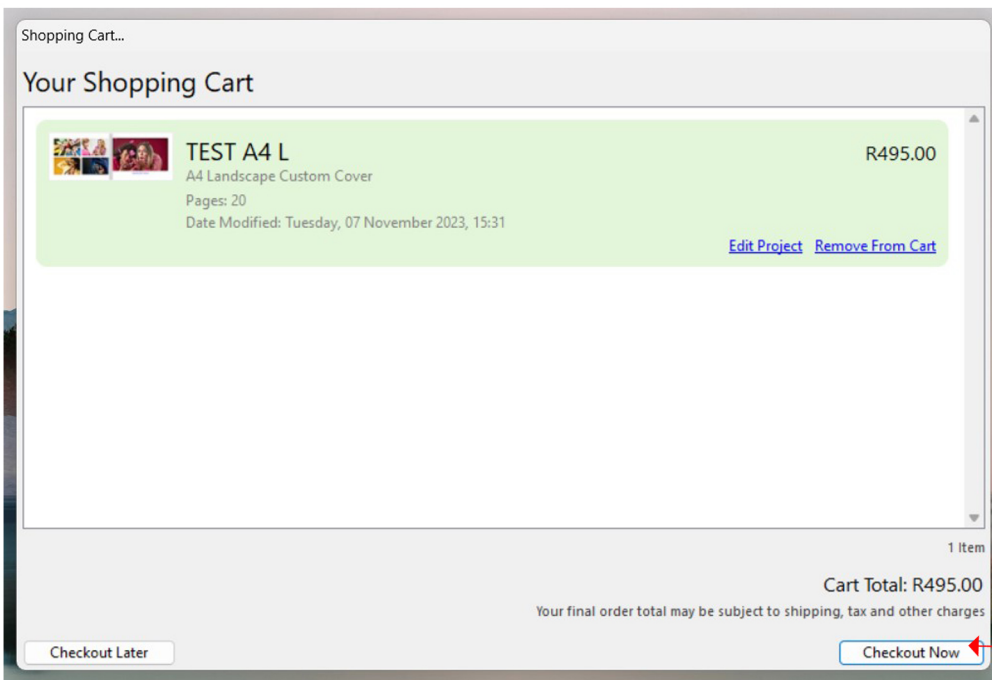 Shopping Cart...
Your Shopping Cart
TEST A4 L
R495.00
A4 Landscape Custom Cover
Pages: 20
Date Modified: Tuesday, 07 November 2023, 15:31
Edit Project Remove From Cart
1 Item
Cart Total: R495.00
Your final order total may be subject to shipping, tax and other charges
Checkout Later
Checkout Now